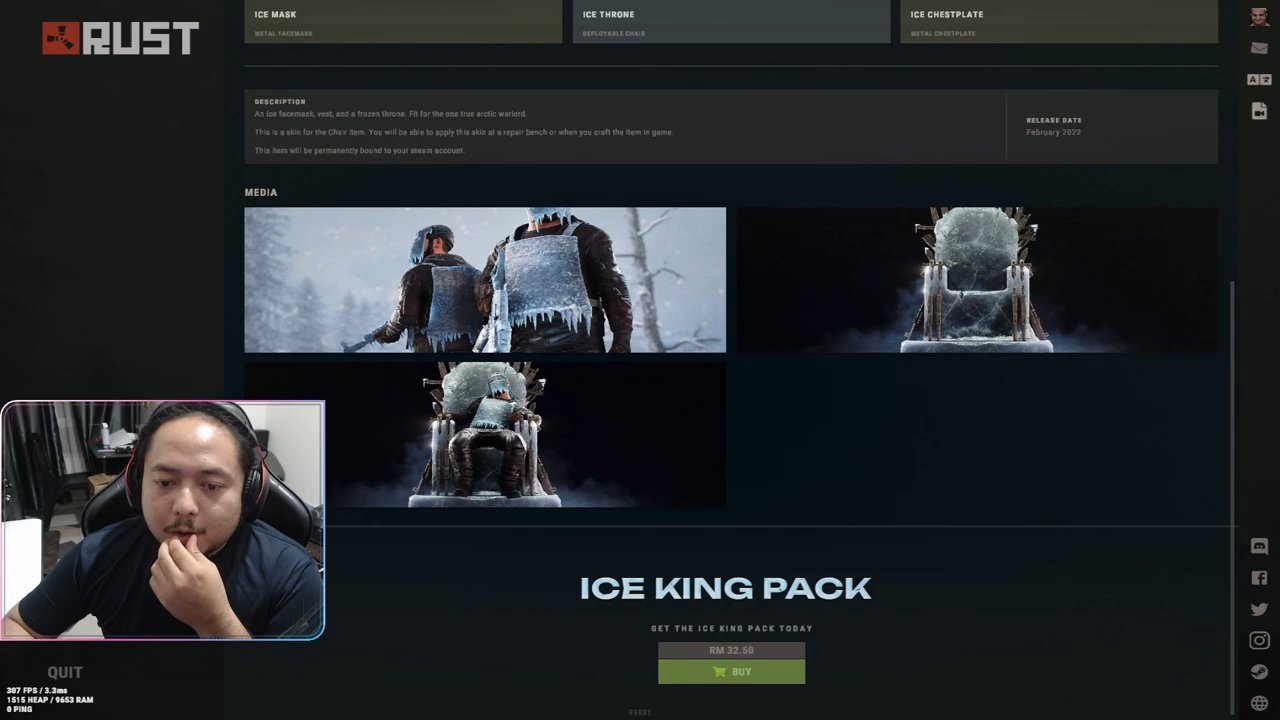 RUST
ICE MASK
METAL FACEMASK
ICE THRONE
DEPLOYABLE CHAIR
ICE CHESTPLATE
METAL CHESTPLATE
DESCRIPTION
An ice facemask, vest, and a frozen throne. Fit for the one true arctic warlord.
This is a skin for the Chair item. You will be able to apply this skin at a repair bench or when you craft the item in game.
This item will be permanently bound to your steam account.
RELEASE DATE
February 2022
MEDIA
ICE KING PACK
GET THE ICE KING PACK TODAY
RM 32.50
BUY
QUIT
307 FPS / 3.3ms
1515 HEAP / 9653 RAM
0 PING
99831